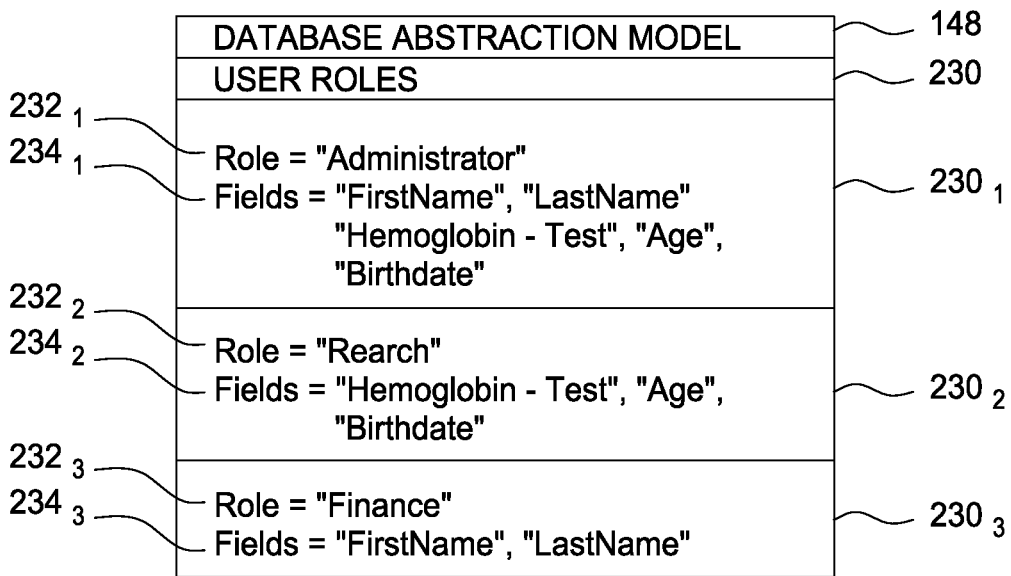 DATABASE ABSTRACTION MODEL 148
USER ROLES 230
232 1
234 1
Role = "Administrator"
Fields = "FirstName", "LastName" 230 1
"Hemoglobin - Test", "Age",
"Birthdate"
232 2
234 2
Role = "Rearch"
Fields = "Hemoglobin - Test", "Age", 230 2
"Birthdate"
232 3
234 3
Role = "Finance"
Fields = "FirstName", "LastName" 230 3